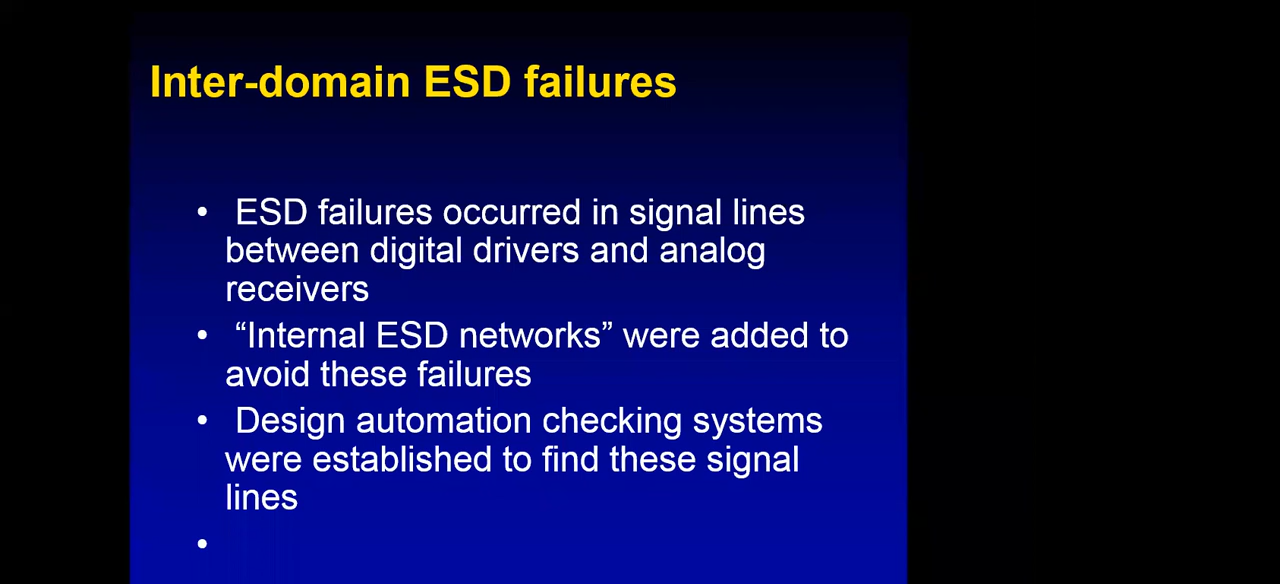 Inter-domain ESD failures
• ESD failures occurred in signal lines
between digital drivers and analog
receivers
• “Internal ESD networks” were added to
avoid these failures
• Design automation checking systems
were established to find these signal
lines
•